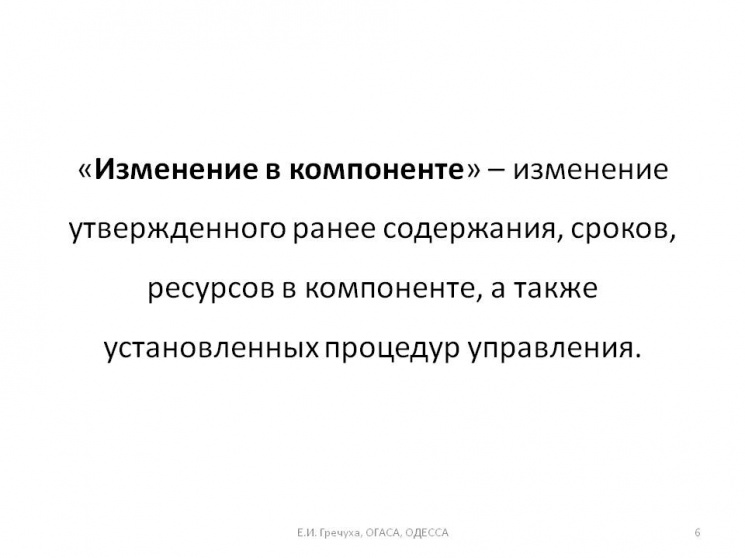 «Изменение в компоненте» – изменение
утвержденного ранее содержания, сроков,
ресурсов в компоненте, а также
установленных процедур управления.
Е.И. Гречуха, ОГАСА, ОДЕССА
6